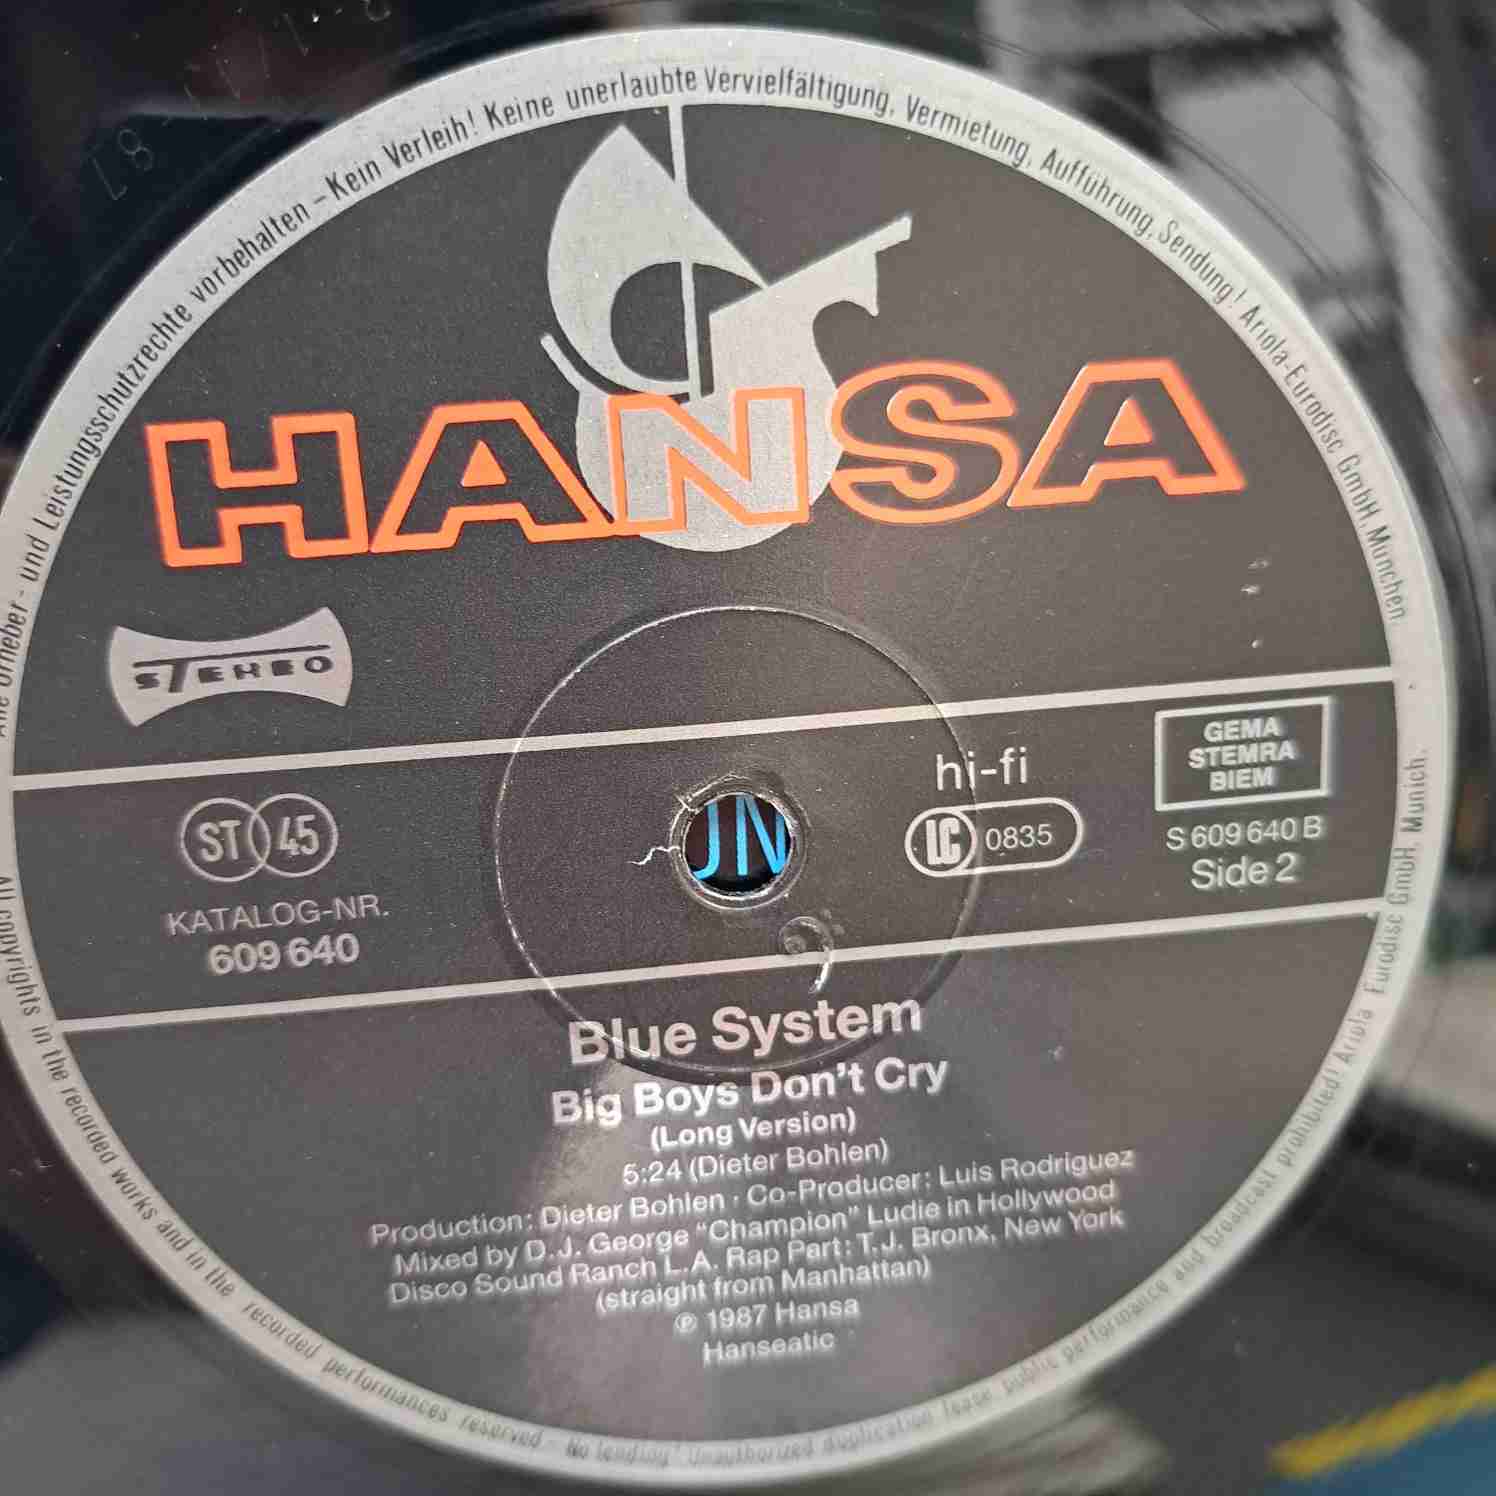 Alle Urheber - und Leistungsschutzrechte vorbehalten – Kein Verleih! Keine unerlaubte Vervielfältigung, Vermietung, Aufführung, Sendung! Ariola-Eurodisc GmbH, München.
HANSA
STEREO
ST 45
KATALOG-NR.
609 640
hi-fi
LC 0835
GEMA
STEMRA
BIEM
S 609 640 B
Side 2
UN
Blue System
Big Boys Don't Cry
(Long Version)
5:24 (Dieter Bohlen)
Production: Dieter Bohlen · Co-Producer: Luis Rodriguez
Mixed by D.J. George "Champion" Ludie in Hollywood
Disco Sound Ranch L.A. Rap Part: T.J. Bronx, New York
(straight from Manhattan)
℗ 1987 Hansa
Hanseatic
All copyrights in the recorded works and in the recorded performances reserved – No lending! Unauthorized duplication lease public performance and broadcast prohibited! Ariola Eurodisc GmbH, Munich.